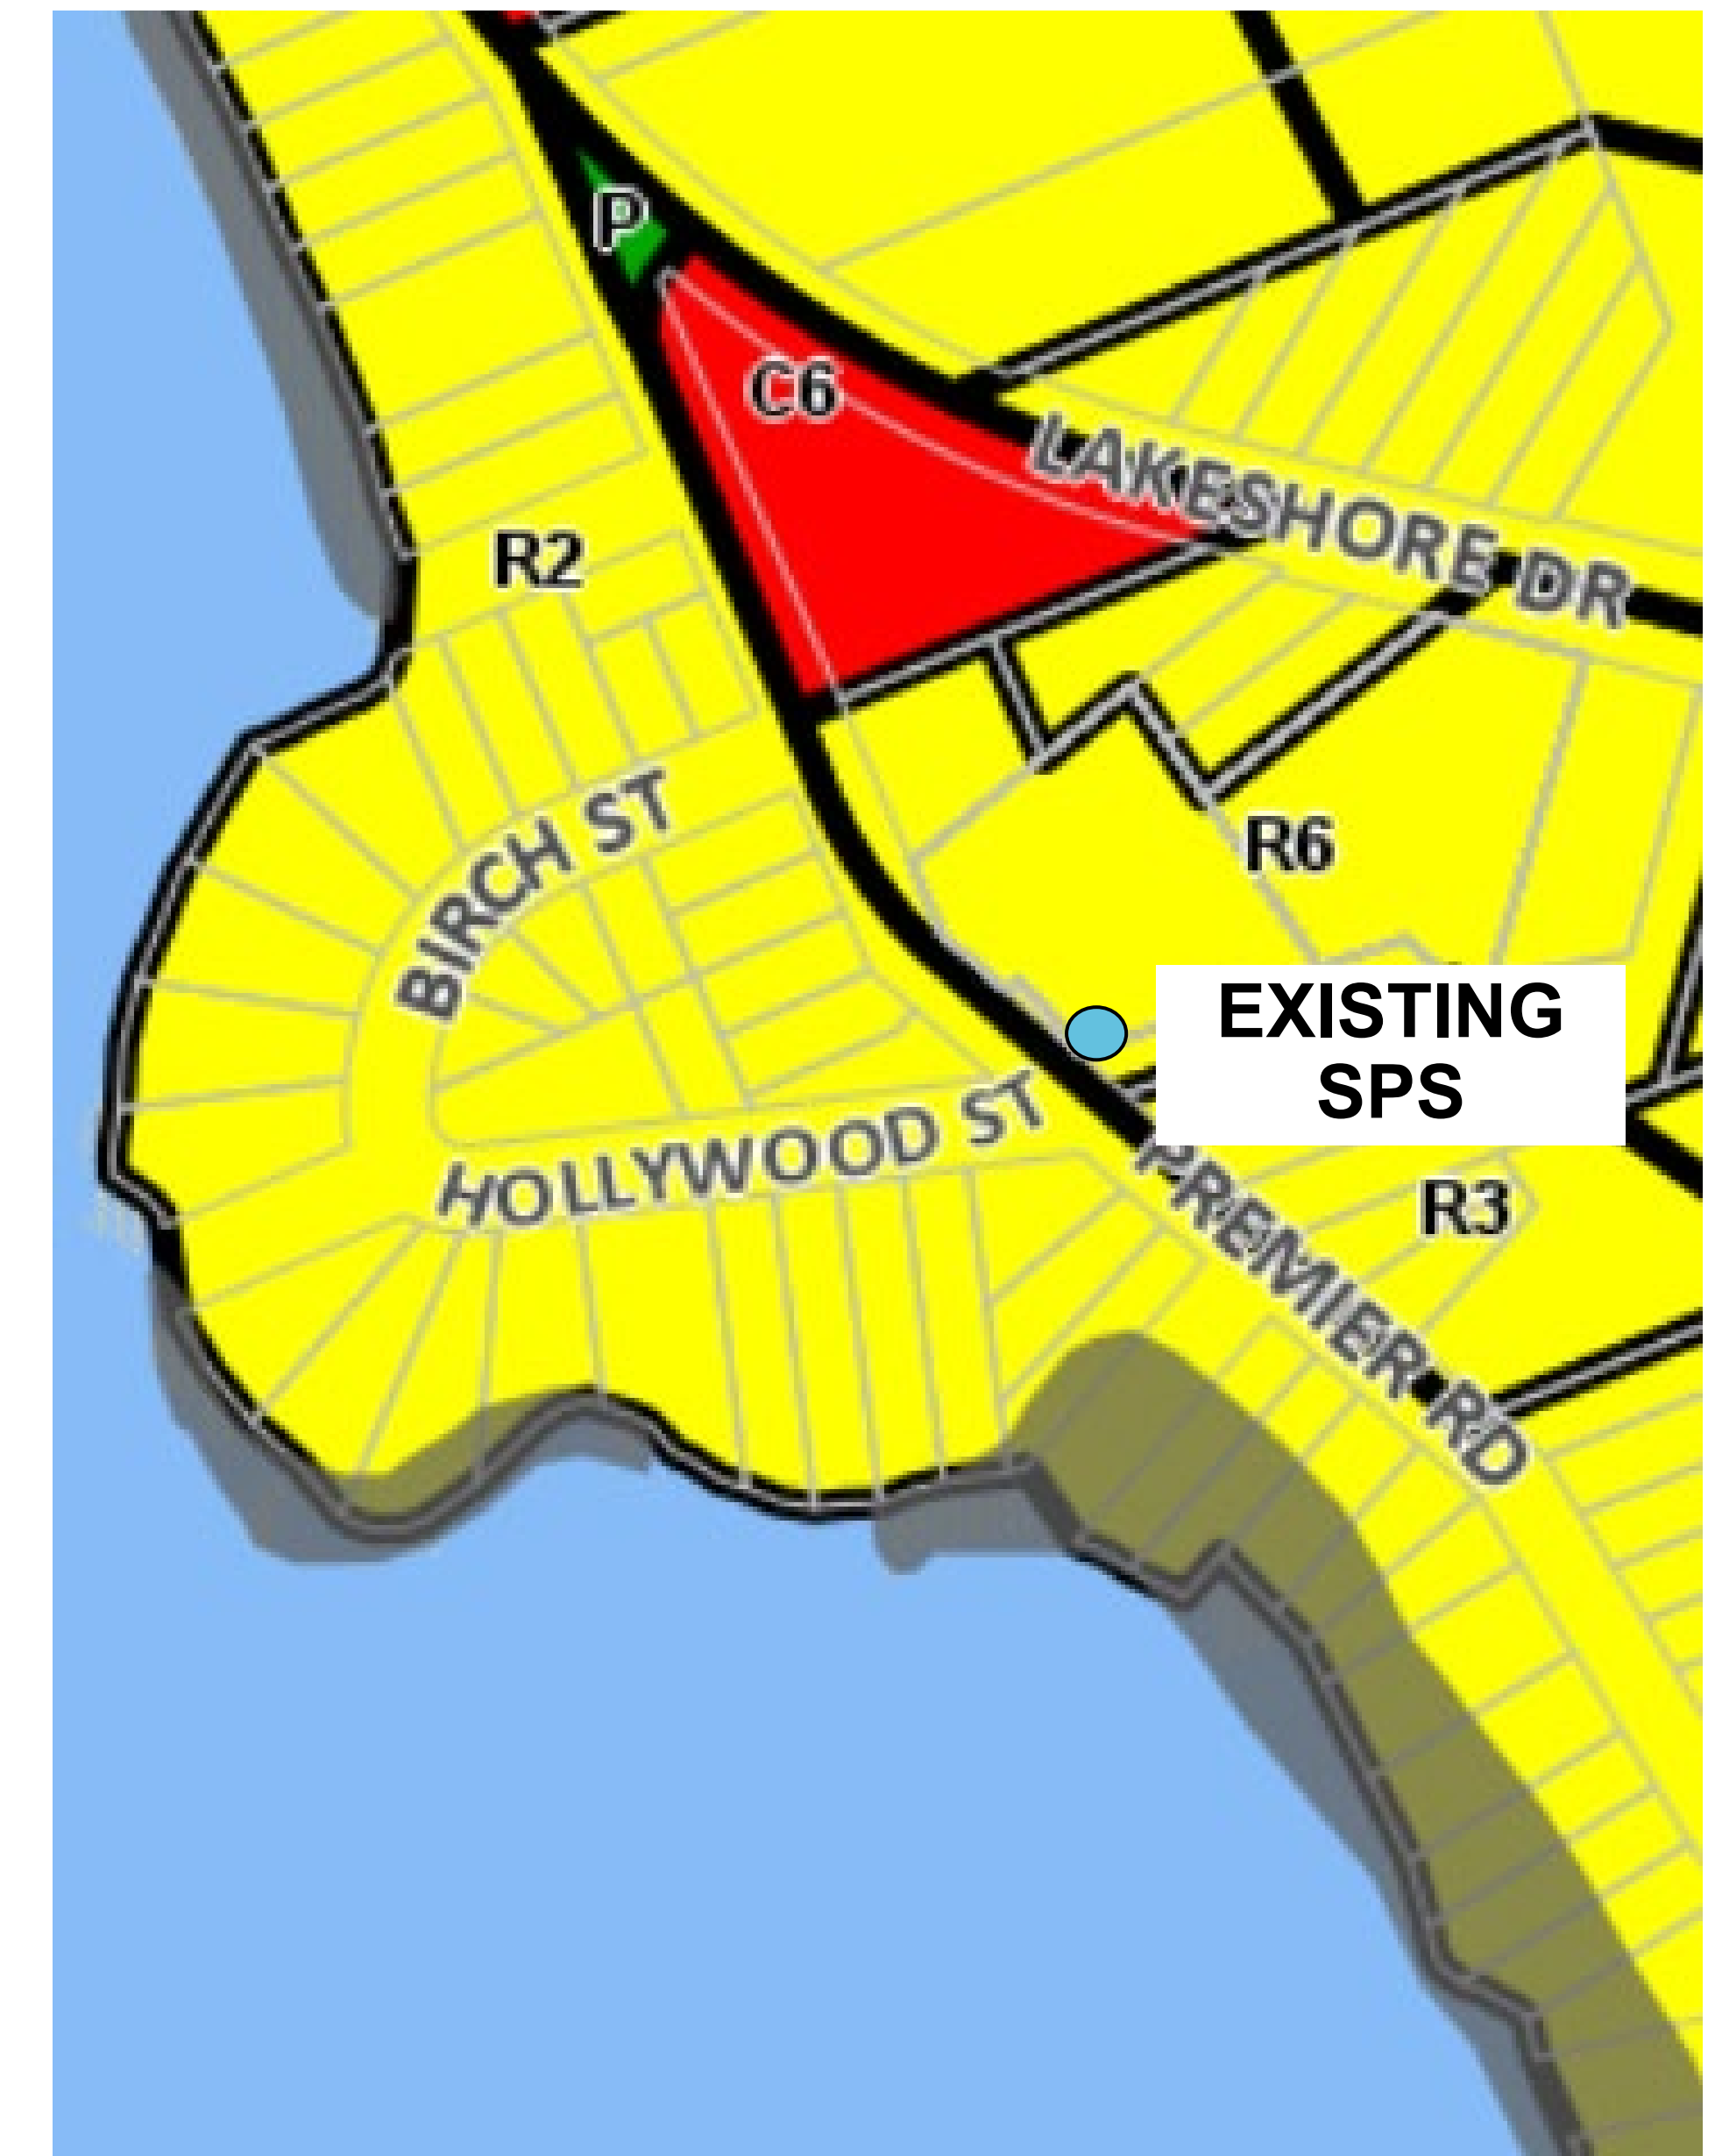 P
C6
LAKESHORE DR
R2
BIRCH ST
R6
EXISTING
SPS
HOLLYWOOD ST
PREMIER RD
R3